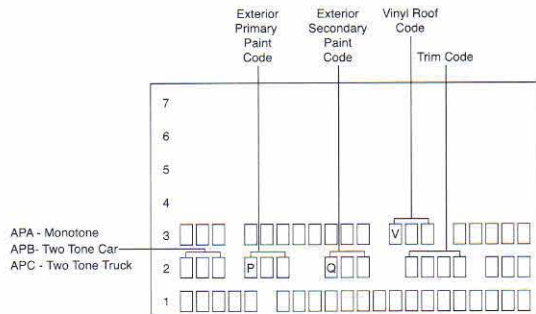 Exterior
Primary
Paint
Code
Exterior
Secondary
Paint
Code
Vinyl Roof
Code
Trim Code
7
6
5
4
APA - Monotone
3
V
APB- Two Tone Car
APC - Two Tone Truck
2
P
Q
1